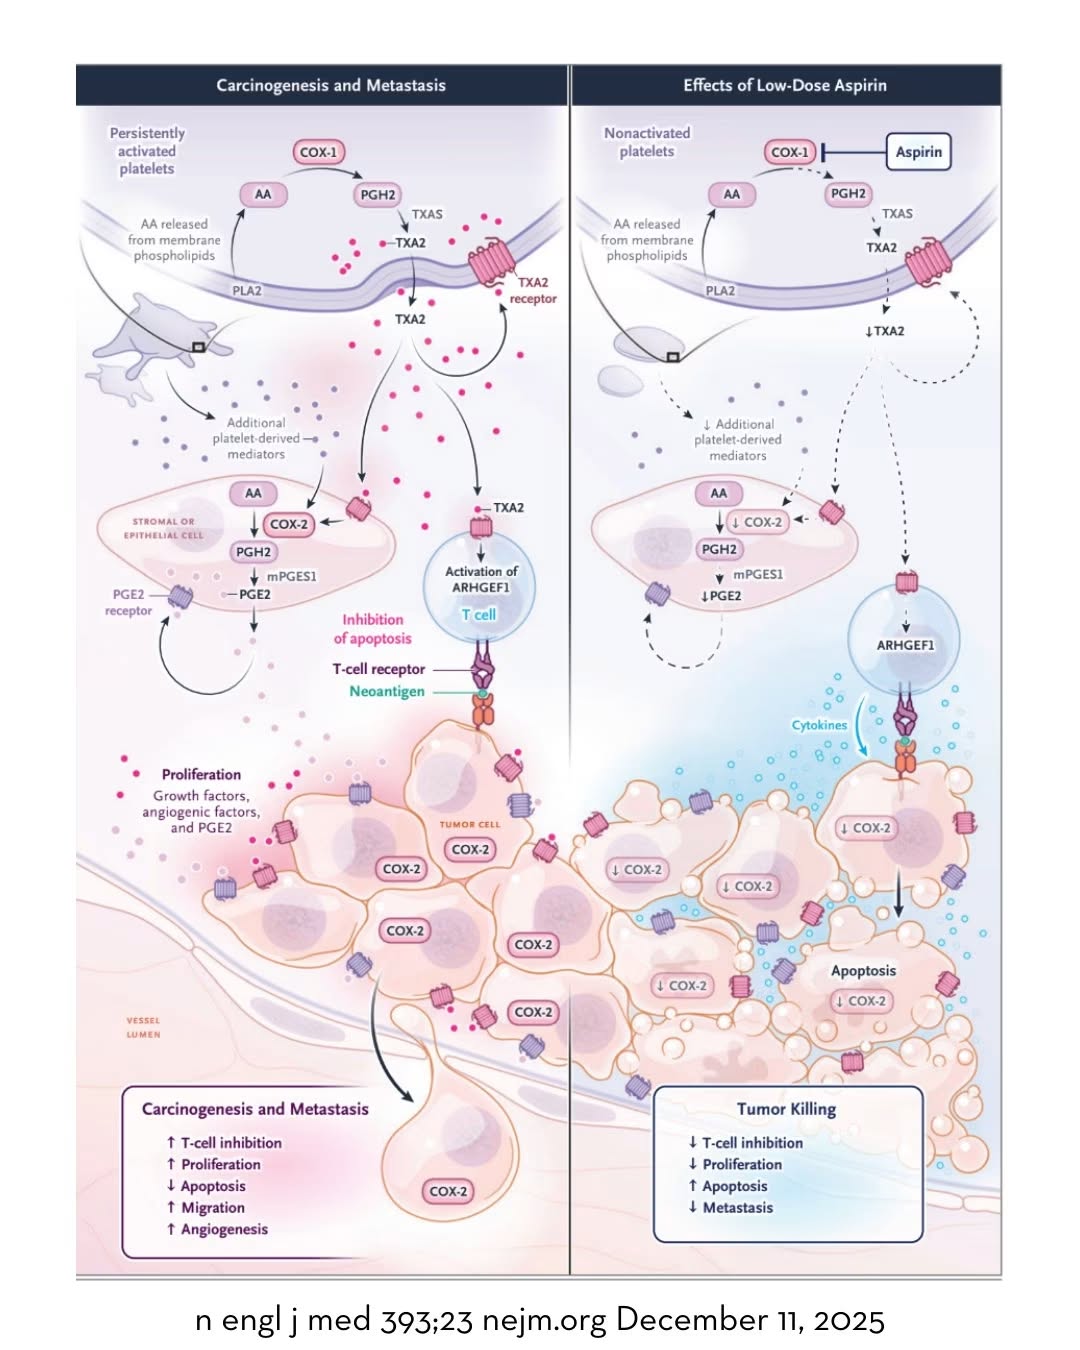 Carcinogenesis and Metastasis
Persistently
activated
platelets
COX-1
AA
PGH2
AA released
from membrane
phospholipids
TXAS
TXA2
PLA2
TXA2
receptor
TXA2
Additional
platelet-derived
mediators
AA
STROMAL OR
EPITHELIAL CELL
COX-2
PGH2
mPGES1
PGE2
receptor
PGE2
TXA2
Activation of
ARHGEF1
T cell
Inhibition
of apoptosis
T-cell receptor
Neoantigen
Proliferation
Growth factors,
angiogenic factors,
and PGE2
TUMOR CELL
COX-2
COX-2
COX-2
COX-2
COX-2
VESSEL
LUMEN
COX-2
Carcinogenesis and Metastasis
↑ T-cell inhibition
↑ Proliferation
↓ Apoptosis
↑ Migration
↑ Angiogenesis
Effects of Low-Dose Aspirin
Nonactivated
platelets
COX-1
Aspirin
AA
PGH2
AA released
from membrane
phospholipids
TXAS
TXA2
PLA2
↓TXA2
↓ Additional
platelet-derived
mediators
AA
↓ COX-2
PGH2
mPGES1
↓PGE2
ARHGEF1
Cytokines
↓ COX-2
↓ COX-2
↓ COX-2
↓ COX-2
Apoptosis
↓ COX-2
Tumor Killing
↓ T-cell inhibition
↓ Proliferation
↑ Apoptosis
↓ Metastasis
n engl j med 393;23 nejm.org December 11, 2025